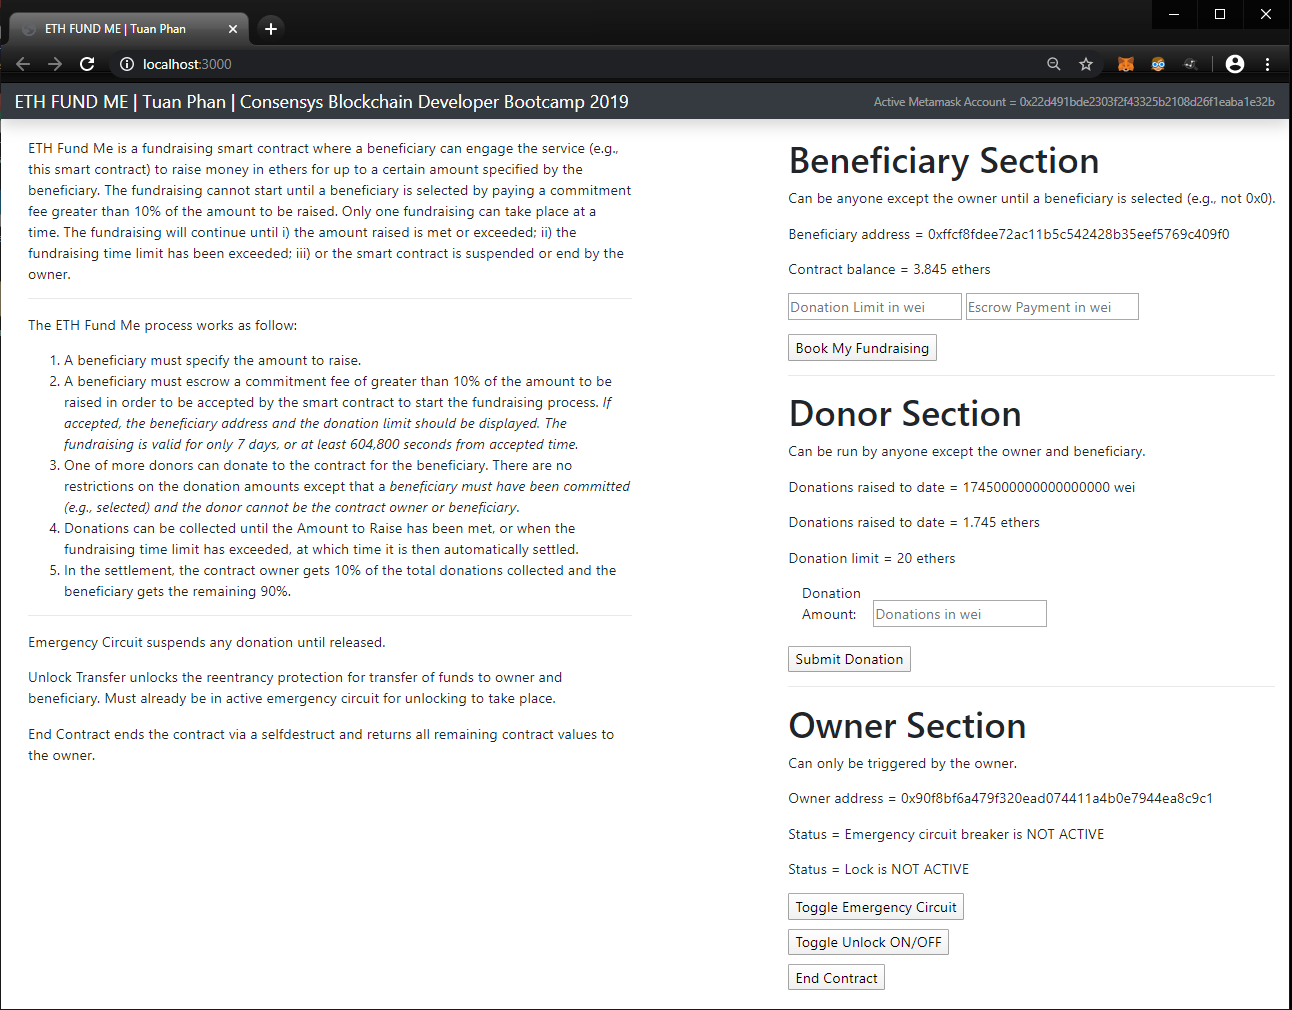 ETH FUND ME | Tuan Phan
localhost:3000
ETH FUND ME | Tuan Phan | Consensys Blockchain Developer Bootcamp 2019
Active Metamask Account = 0x22d491bde2303f2f43325b2108d26f1eaba1e32b
ETH Fund Me is a fundraising smart contract where a beneficiary can engage the service (e.g.,
this smart contract) to raise money in ethers for up to a certain amount specified by the
beneficiary. The fundraising cannot start until a beneficiary is selected by paying a commitment
fee greater than 10% of the amount to be raised. Only one fundraising can take place at a
time. The fundraising will continue until i) the amount raised is met or exceeded; ii) the
fundraising time limit has been exceeded; iii) or the smart contract is suspended or end by the
owner.
The ETH Fund Me process works as follow:
1. A beneficiary must specify the amount to raise.
2. A beneficiary must escrow a commitment fee of greater than 10% of the amount to be
raised in order to be accepted by the smart contract to start the fundraising process. If
accepted, the beneficiary address and the donation limit should be displayed. The
fundraising is valid for only 7 days, or at least 604,800 seconds from accepted time.
3. One of more donors can donate to the contract for the beneficiary. There are no
restrictions on the donation amounts except that a beneficiary must have been committed
(e.g., selected) and the donor cannot be the contract owner or beneficiary.
4. Donations can be collected until the Amount to Raise has been met, or when the
fundraising time limit has exceeded, at which time it is then automatically settled.
5. In the settlement, the contract owner gets 10% of the total donations collected and the
beneficiary gets the remaining 90%.
Emergency Circuit suspends any donation until released.
Unlock Transfer unlocks the reentrancy protection for transfer of funds to owner and
beneficiary. Must already be in active emergency circuit for unlocking to take place.
End Contract ends the contract via a selfdestruct and returns all remaining contract values to
the owner.
Beneficiary Section
Can be anyone except the owner until a beneficiary is selected (e.g., not 0x0).
Beneficiary address = 0xffcf8fdee72ac11b5c542428b35eef5769c409f0
Contract balance = 3.845 ethers
Donation Limit in wei Escrow Payment in wei
Book My Fundraising
Donor Section
Can be run by anyone except the owner and beneficiary.
Donations raised to date = 1745000000000000000 wei
Donations raised to date = 1.745 ethers
Donation limit = 20 ethers
Donation
Amount: Donations in wei
Submit Donation
Owner Section
Can only be triggered by the owner.
Owner address = 0x90f8bf6a479f320ead074411a4b0e7944ea8c9c1
Status = Emergency circuit breaker is NOT ACTIVE
Status = Lock is NOT ACTIVE
Toggle Emergency Circuit
Toggle Unlock ON/OFF
End Contract